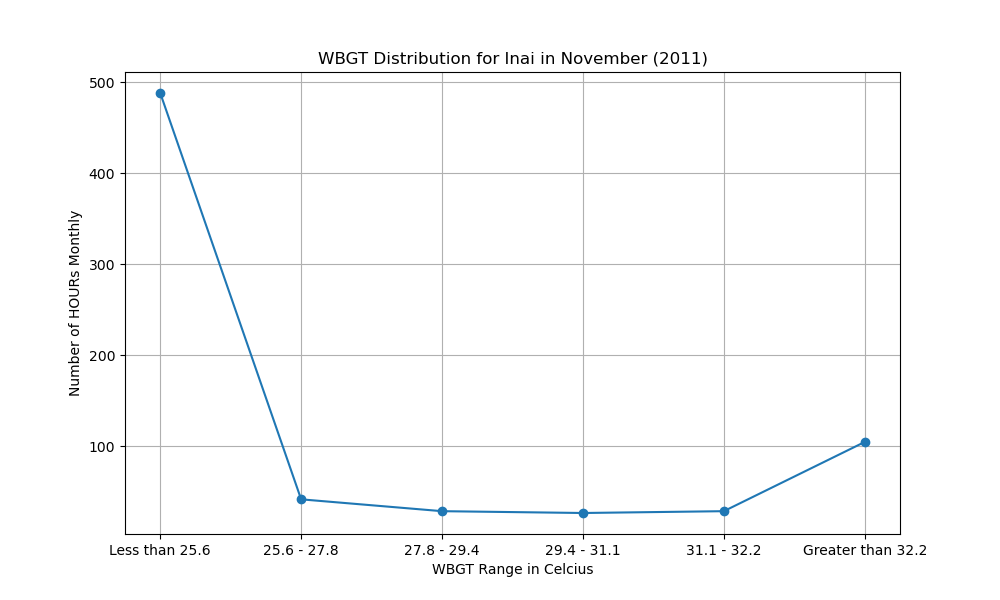 WBGT Distribution for Inai in November (2011)
Number of HOURs Monthly
500
400
300
200
100
Less than 25.6
25.6 - 27.8
27.8 - 29.4
29.4 - 31.1
31.1 - 32.2
Greater than 32.2
WBGT Range in Celcius